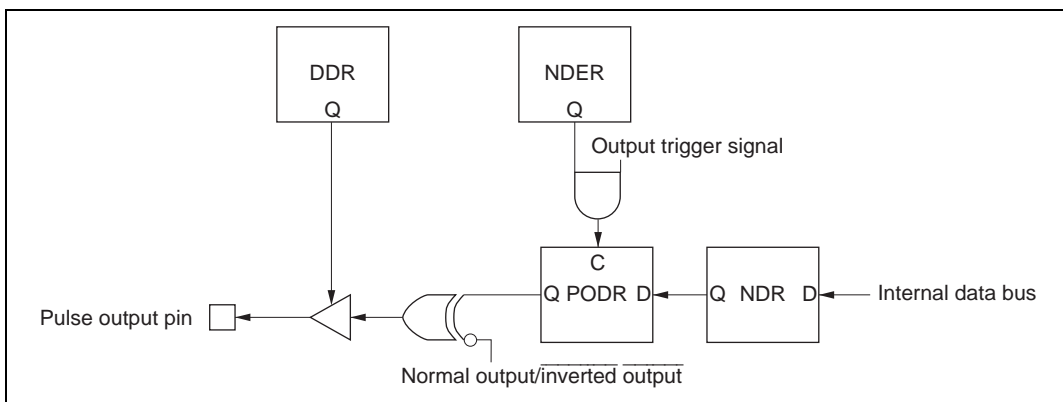 DDR
Q
NDER
Q
Output trigger signal
C
Q PODR D
Q NDR D
Internal data bus
Pulse output pin
Normal output/inverted output